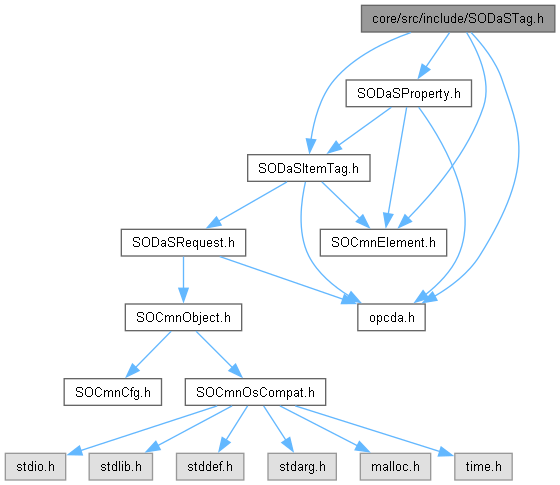 core/src/include/SODaSTag.h
SODaSProperty.h
SODaSItemTag.h
SODaSRequest.h
SOCmnElement.h
SOCmnObject.h
opcda.h
SOCmnCfg.h
SOCmnOsCompat.h
stdio.h
stdlib.h
stddef.h
stdarg.h
malloc.h
time.h